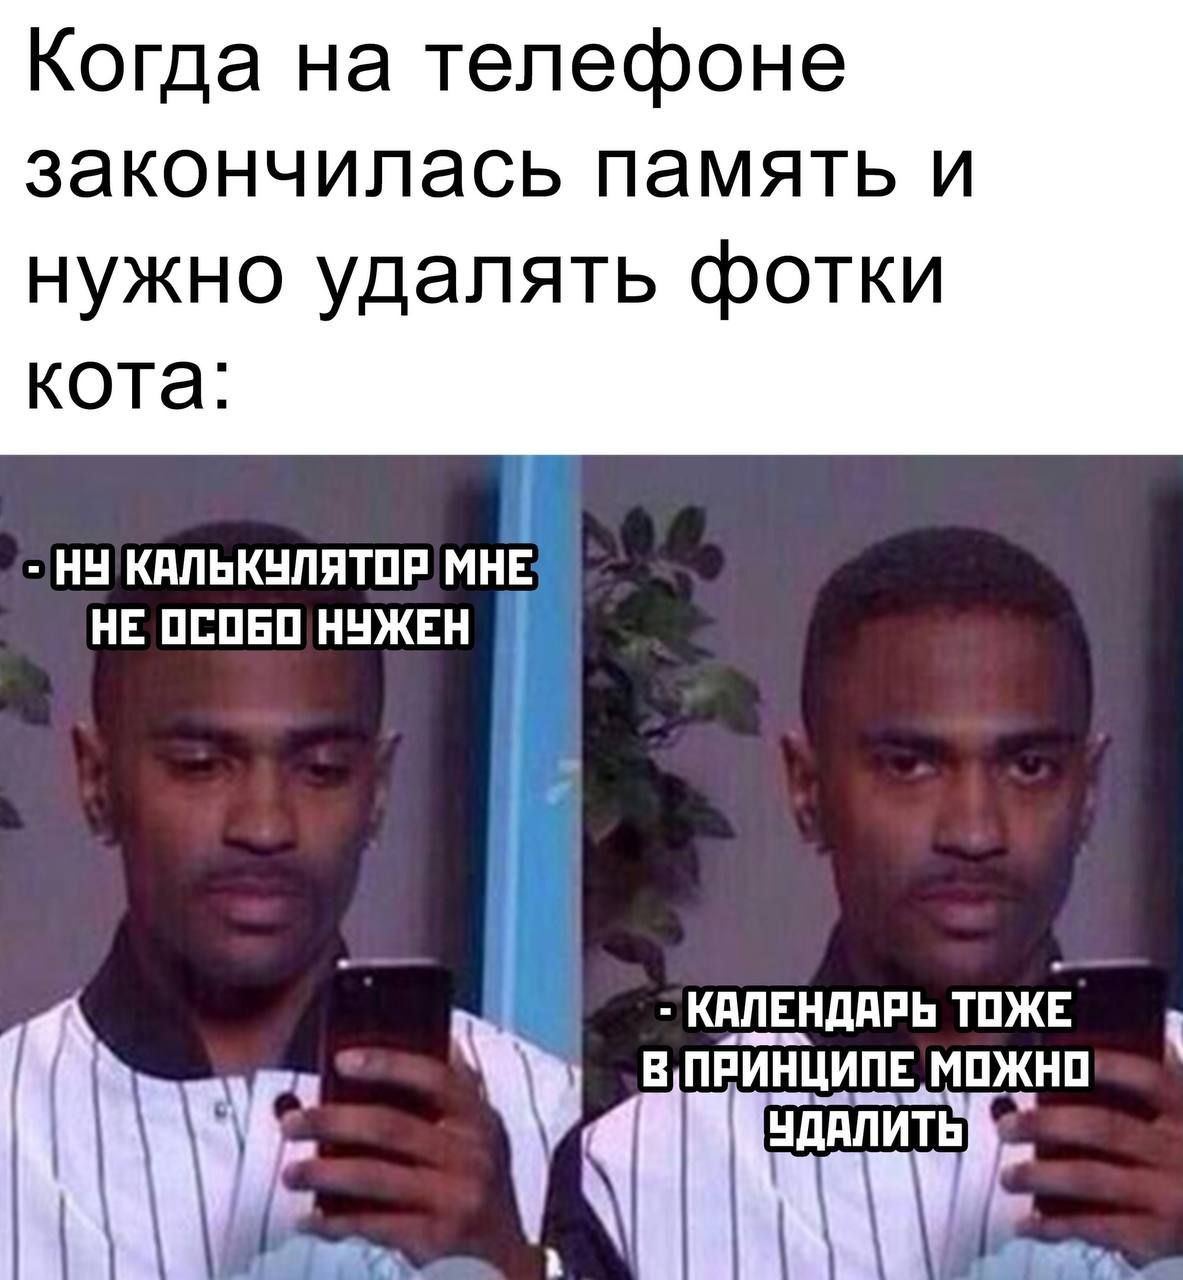 Когда на телефоне
закончилась память и
нужно удалять фотки
кота:
- НУ КАЛЬКУЛЯТОР МНЕ
НЕ ОСОБО НУЖЕН
- КАЛЕНДАРЬ ТОЖЕ
В ПРИНЦИПЕ МОЖНО
УДАЛИТЬ